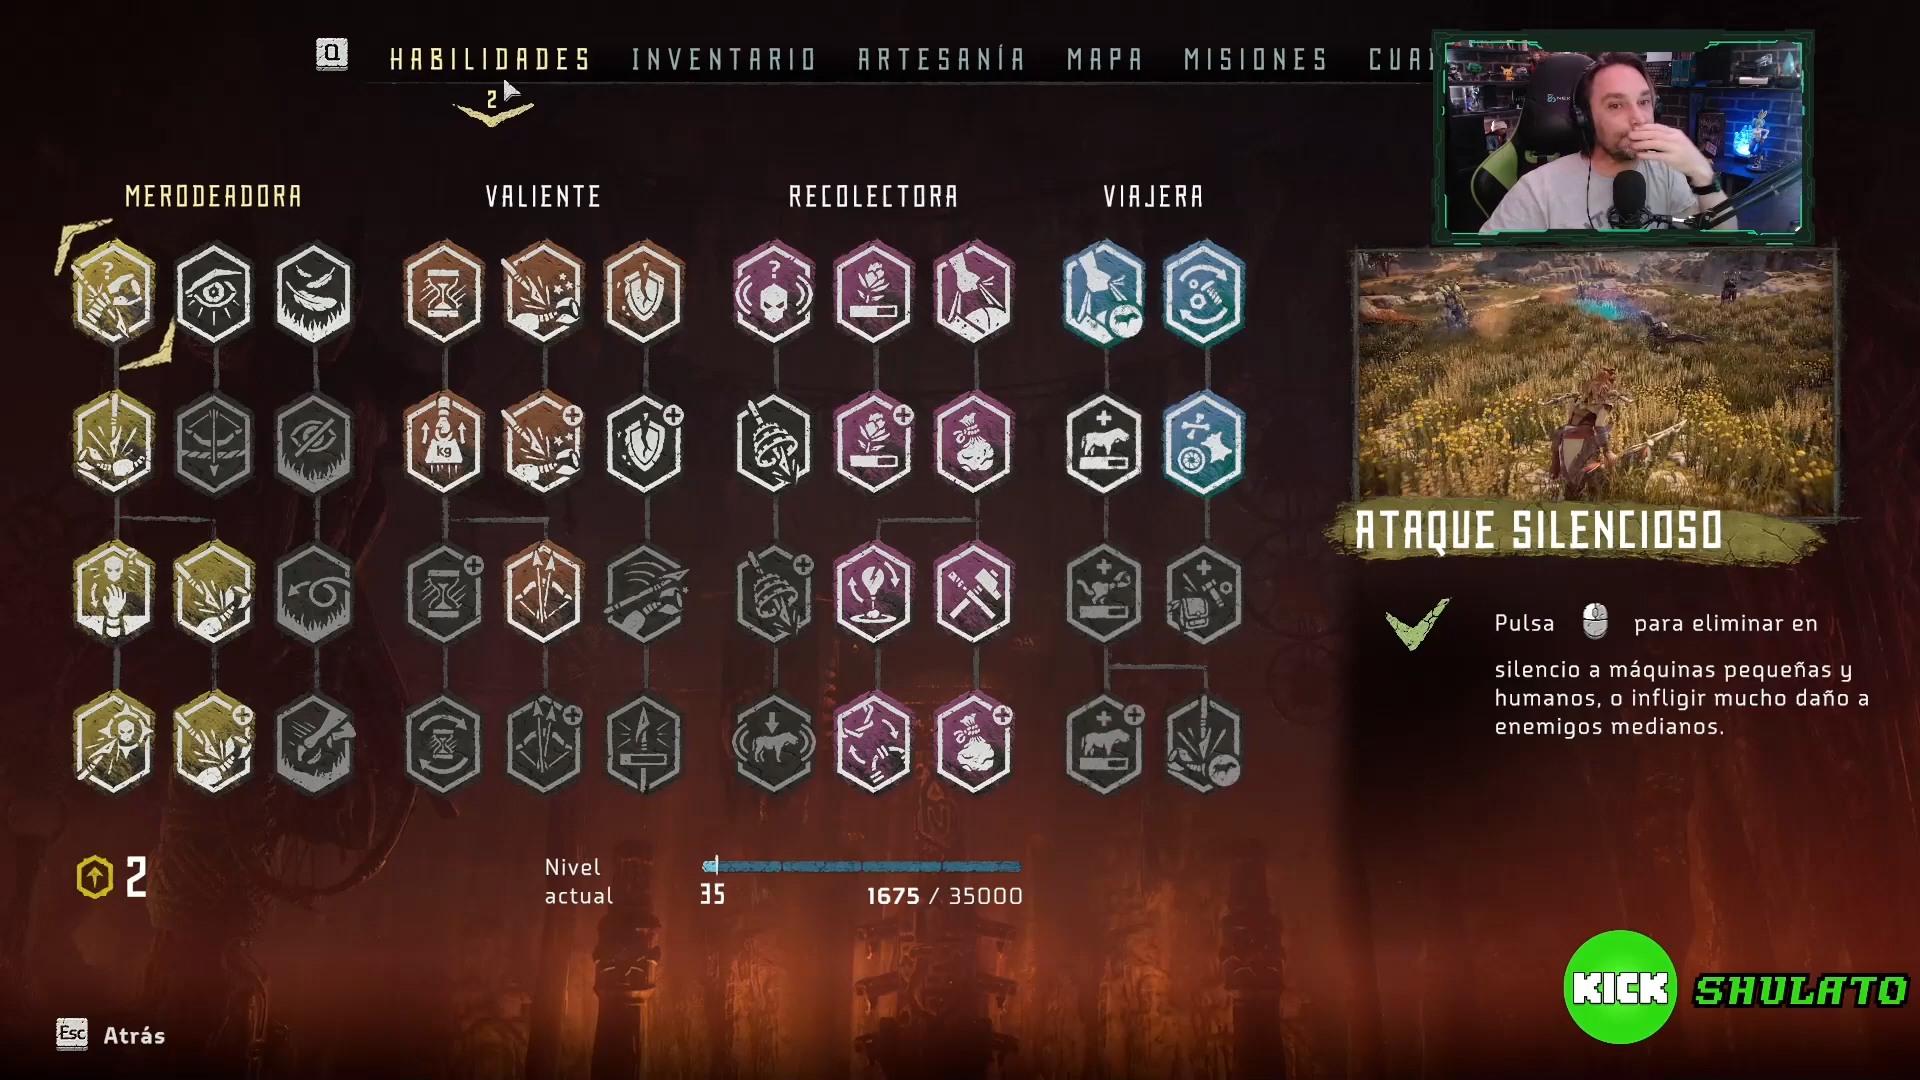 Q
HABILIDADES
INVENTARIO
ARTESANÍA
MAPA
MISIONES
2
MERODEADORA
VALIENTE
RECOLECTORA
VIAJERA
kg
ATAQUE SILENCIOSO
Pulsa para eliminar en
silencio a máquinas pequeñas y
humanos, o infligir mucho daño a
enemigos medianos.
2
Nivel
actual
35
1675 / 35000
KICK
SHULATO
Esc
Atrás